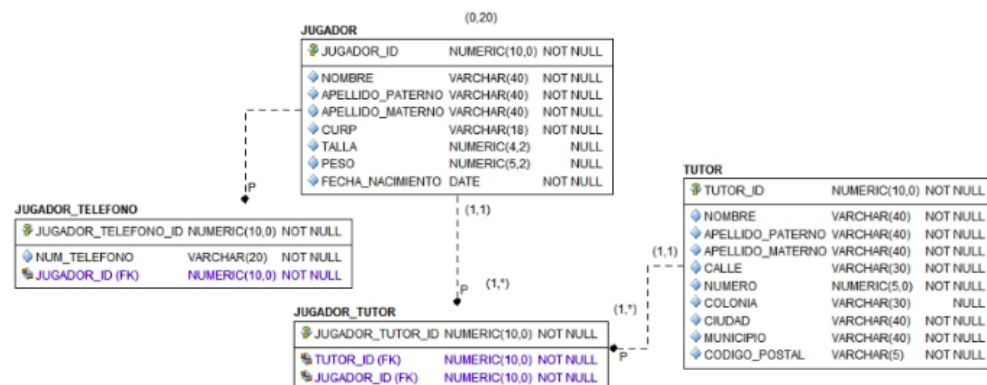 (0,20)
JUGADOR
JUGADOR_ID NUMERIC(10,0) NOT NULL
NOMBRE VARCHAR(40) NOT NULL
APELLIDO_PATERNO VARCHAR(40) NOT NULL
APELLIDO_MATERNO VARCHAR(40) NOT NULL
CURP VARCHAR(18) NOT NULL
TALLA NUMERIC(4,2) NULL
PESO NUMERIC(5,2) NULL
FECHA_NACIMIENTO DATE NOT NULL
P
(1,1)
JUGADOR_TELEFONO
JUGADOR_TELEFONO_ID NUMERIC(10,0) NOT NULL
NUM_TELEFONO VARCHAR(20) NOT NULL
JUGADOR_ID (FK) NUMERIC(10,0) NOT NULL
TUTOR
TUTOR_ID NUMERIC(10,0) NOT NULL
NOMBRE VARCHAR(40) NOT NULL
APELLIDO_PATERNO VARCHAR(40) NOT NULL
APELLIDO_MATERNO VARCHAR(40) NOT NULL
CALLE VARCHAR(30) NOT NULL
NUMERO NUMERIC(5,0) NOT NULL
COLONIA VARCHAR(30) NULL
CIUDAD VARCHAR(40) NOT NULL
MUNICIPIO VARCHAR(40) NOT NULL
CODIGO_POSTAL VARCHAR(5) NOT NULL
(1,1)
P
(1,*)
(1,*)
P
JUGADOR_TUTOR
JUGADOR_TUTOR_ID NUMERIC(10,0) NOT NULL
TUTOR_ID (FK) NUMERIC(10,0) NOT NULL
JUGADOR_ID (FK) NUMERIC(10,0) NOT NULL